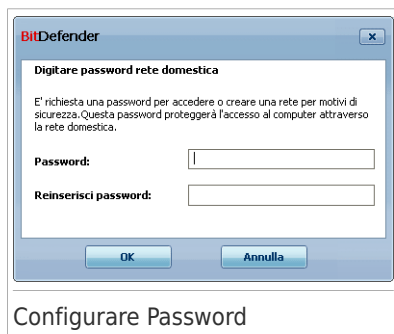 BitDefender
Digitare password rete domestica
E' richiesta una password per accedere o creare una rete per motivi di
sicurezza.Questa password proteggerà l'accesso al computer attraverso
la rete domestica.
Password:
Reinserisci password:
OK Annulla
Configurare Password